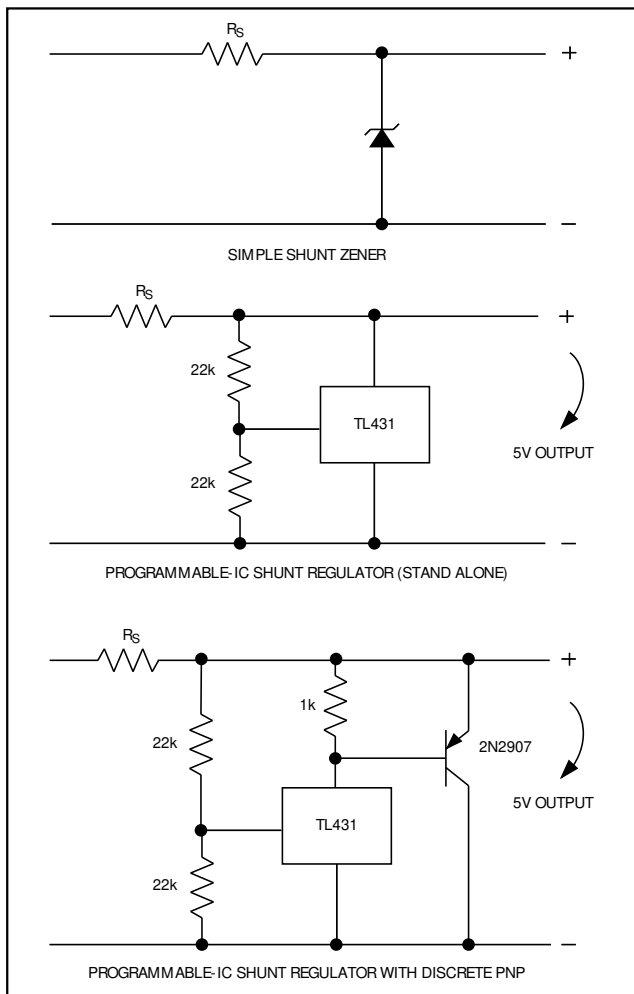 RS
+
−
SIMPLE SHUNT ZENER
RS
+
22k
TL431
5V OUTPUT
22k
−
PROGRAMMABLE-IC SHUNT REGULATOR (STAND ALONE)
RS
+
1k
22k
2N2907
5V OUTPUT
TL431
22k
−
PROGRAMMABLE-IC SHUNT REGULATOR WITH DISCRETE PNP